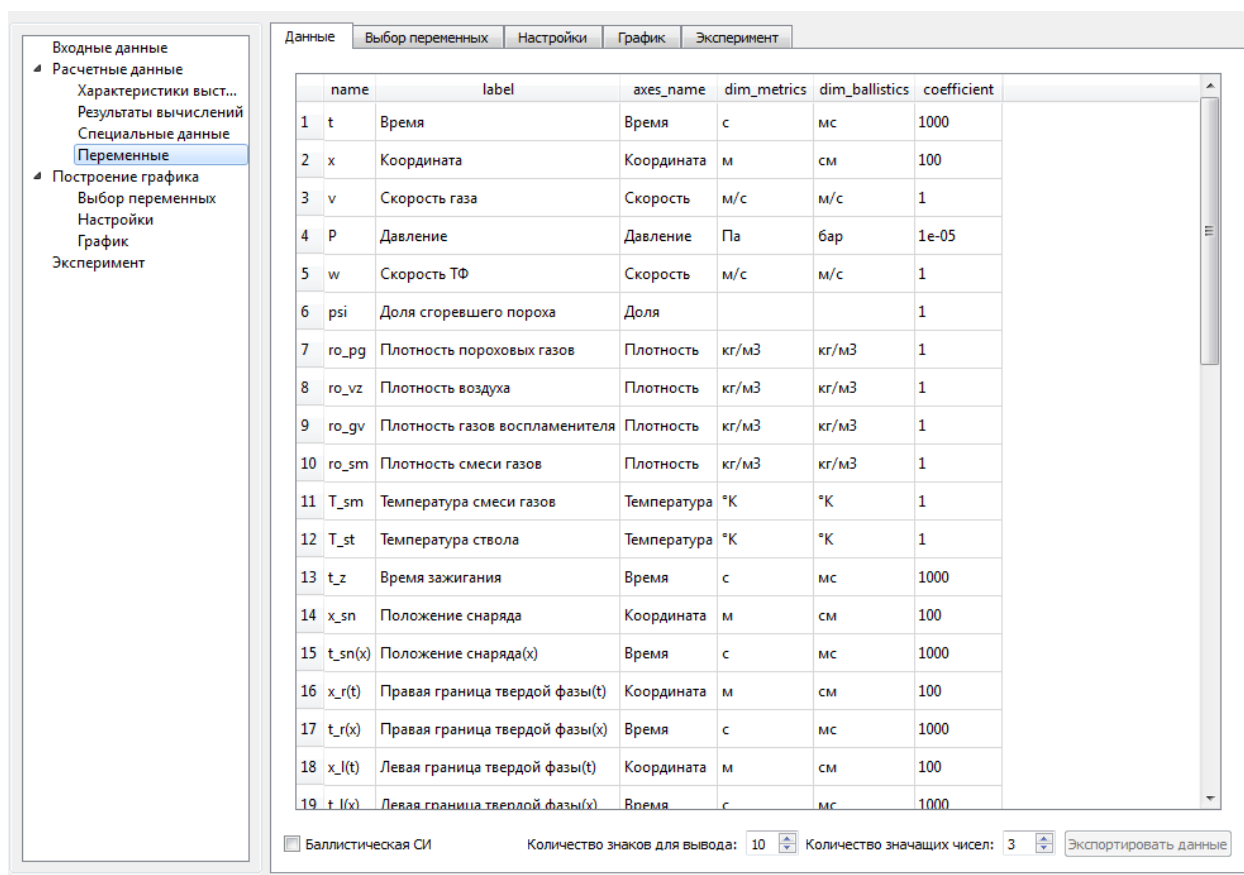 Входные данные
Расчетные данные
Характеристики выст...
Результаты вычислений
Специальные данные
Переменные
Построение графика
Выбор переменных
Настройки
График
Эксперимент
Данные Выбор переменных Настройки График Эксперимент
name label axes_name dim_metrics dim_ballistics coefficient
1 t Время Время с мс 1000
2 x Координата Координата м см 100
3 v Скорость газа Скорость м/с м/с 1
4 P Давление Давление Па бар 1e-05
5 w Скорость ТФ Скорость м/с м/с 1
6 psi Доля сгоревшего пороха Доля 1
7 ro_pg Плотность пороховых газов Плотность кг/м3 кг/м3 1
8 ro_vz Плотность воздуха Плотность кг/м3 кг/м3 1
9 ro_gv Плотность газов воспламенителя Плотность кг/м3 кг/м3 1
10 ro_sm Плотность смеси газов Плотность кг/м3 кг/м3 1
11 T_sm Температура смеси газов Температура °К °К 1
12 T_st Температура ствола Температура °К °К 1
13 t_z Время зажигания Время с мс 1000
14 x_sn Положение снаряда Координата м см 100
15 t_sn(x) Положение снаряда(x) Время с мс 1000
16 x_r(t) Правая граница твердой фазы(t) Координата м см 100
17 t_r(x) Правая граница твердой фазы(x) Время с мс 1000
18 x_l(t) Левая граница твердой фазы(t) Координата м см 100
19 t_l(x) Левая граница твердой фазы(x) Время с мс 1000
Баллистическая СИ Количество знаков для вывода: 10 Количество значащих чисел: 3 Экспортировать данные